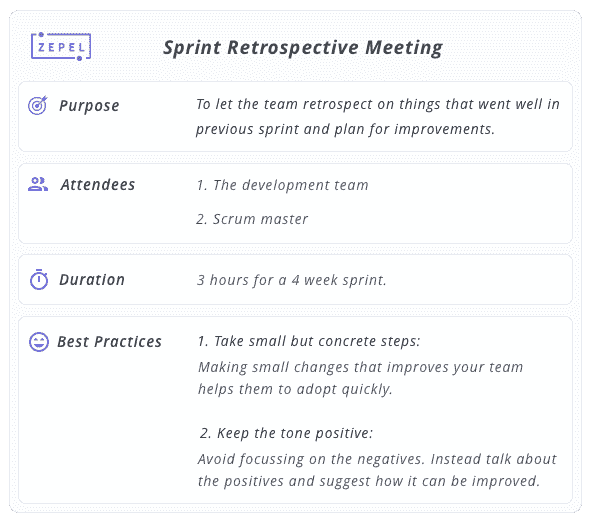 ZEPEL
Sprint Retrospective Meeting
Purpose
To let the team retrospect on things that went well in
previous sprint and plan for improvements.
Attendees
1. The development team
2. Scrum master
Duration
3 hours for a 4 week sprint.
Best Practices
1. Take small but concrete steps:
Making small changes that improves your team
helps them to adopt quickly.
2. Keep the tone positive:
Avoid focussing on the negatives. Instead talk about
the positives and suggest how it can be improved.